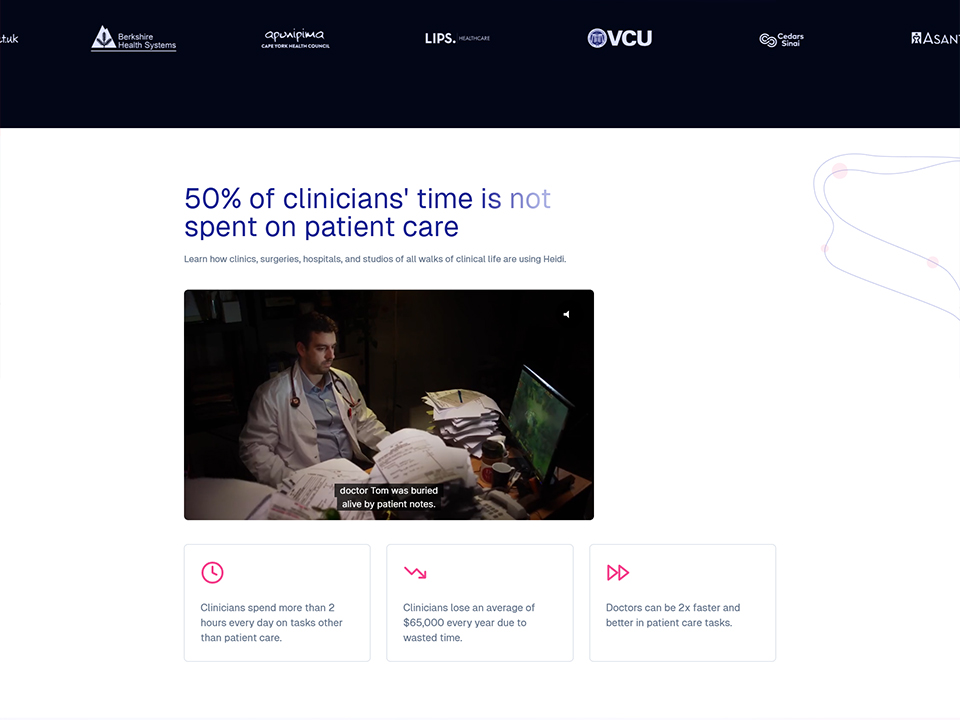 Berkshire
Health Systems
apunipima
CAPE YORK HEALTH COUNCIL
LIPS. HEALTHCARE
VCU
Cedars
Sinai
50% of clinicians' time is not
spent on patient care
Learn how clinics, surgeries, hospitals, and studios of all walks of clinical life are using Heidi.
doctor Tom was buried
alive by patient notes.
Clinicians spend more than 2
hours every day on tasks other
than patient care.
Clinicians lose an average of
$65,000 every year due to
wasted time.
Doctors can be 2x faster and
better in patient care tasks.